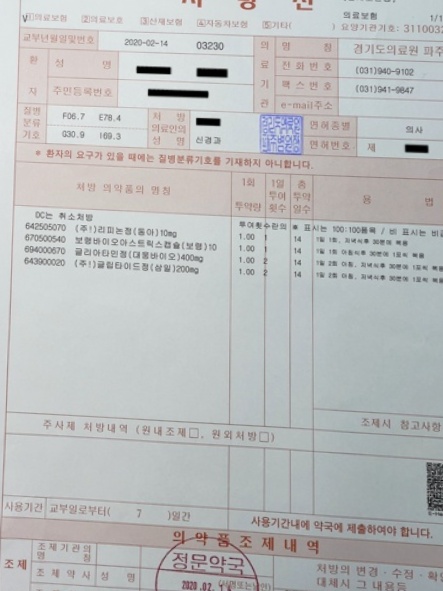 처 방 전
√①의료보험 ②의료보호 ③산재보험 ④자동차보험 ⑤기타( ) 요양기관기호:
의료보험 1/1
교부년월일및번호 2020-02-14 03230
의료기관 명 칭 경기도의료원 파주
전화번호 (031)940-9102
팩스번호 (031)941-9847
e-mail주소
환자 성 명
주민등록번호
질병분류기호 F06.7 E78.4
G30.9 I69.3
처 방 의료인의 성 명 신경과
면허종별 의사
면허번호 제
* 환자의 요구가 있을 때에는 질병분류기호를 기재하지 아니합니다.
처방 의약품의 명칭 1회 투약량 1일 투여 횟수 총 투약 일수 용 법
DC는 취소처방 투여횟수란의 * 표시는 100:100품목 / 비 표시는 비급
642505070 (주!)리피논정(동아)10mg 1.00 1 14 1일 1회, 저녁식후 30분에 복용
670500540 보령바이오아스트릭스캡슐(보령)10 1.00 1 14 1일 1회 아침식후 30분에 1포씩 복용
694000670 글리아타민정(대웅바이오)400mg 1.00 2 14 1일 2회 아침, 저녁식후 30분에 1포씩 복용
643900020 (주!)글립타이드정(삼일)200mg 1.00 2 14 1일 2회 아침, 저녁식후 30분에 1포씩 복용
주사제 처방내역 (원내조제□, 원외처방□) 조제시 참고사항
사용기간 교부일로부터( 7 )일간 사용기간내에 약국에 제출하여야 합니다.
의약품조제내역
조제 조제기관의 명 칭
조제약사 성 명
정문약국
2020.02.
(서명또는날인)
처방의 변경·수정·확인
대체시 그 내용등